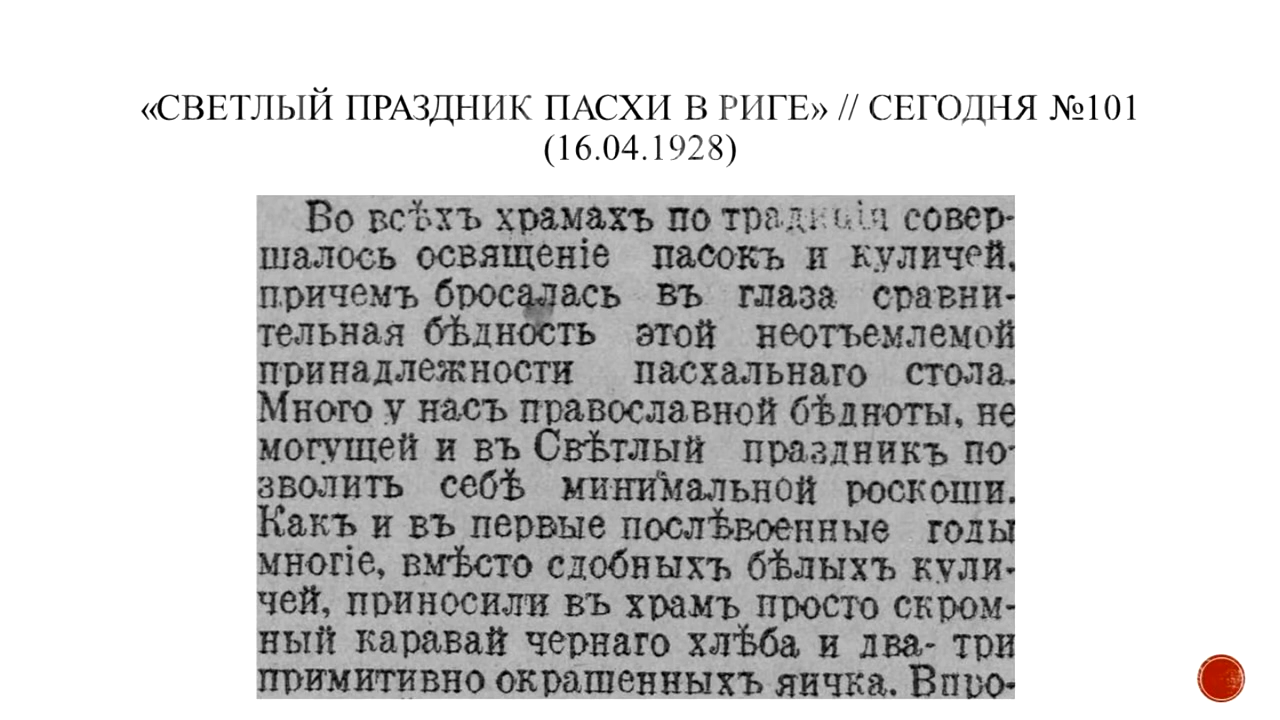 «СВЕТЛЫЙ ПРАЗДНИК ПАСХИ В РИГЕ» // СЕГОДНЯ №101
(16.04.1928)
Во всѣхъ храмахъ по традиція совер-
шалось освященіе пасокъ и куличей,
причемъ бросалась въ глаза сравни-
тельная бѣдность этой неотъемлемой
принадлежности пасхальнаго стола.
Много у насъ православной бѣдноты, не
могущей и въ Свѣтлый праздникъ по-
зволить себѣ минимальной роскоши.
Какъ и въ первые послѣвоенные годы
многіе, вмѣсто сдобныхъ бѣлыхъ кули-
чей, приносили въ храмъ просто скром-
ный каравай чернаго хлѣба и два- три
примитивно окрашенныхъ яичка. Впро-